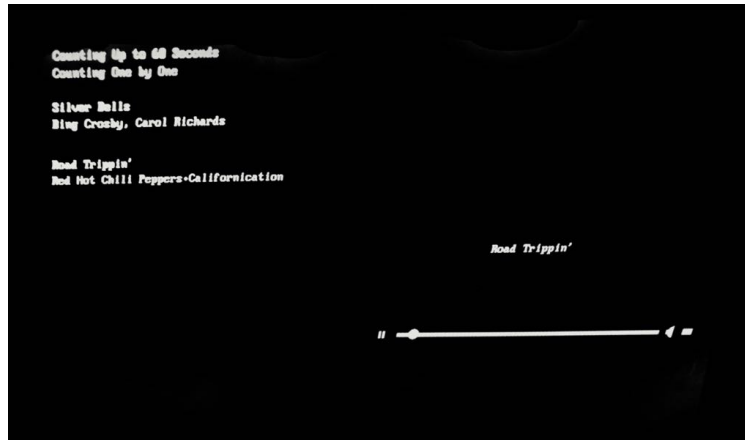 Counting Up to 60 Seconds
Counting One by One
Silver Bells
Bing Crosby, Carol Richards
Road Trippin'
Red Hot Chili Peppers•Californication
Road Trippin'